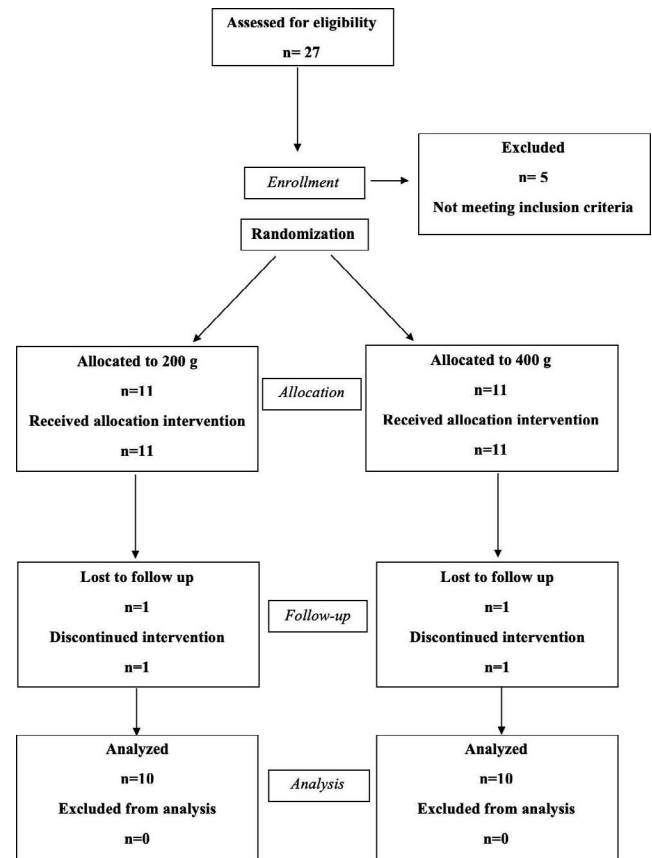 Assessed for eligibility
n= 27
Enrollment
Excluded
n= 5
Not meeting inclusion criteria
Randomization
Allocated to 200 g
n=11
Received allocation intervention
n=11
Allocation
Allocated to 400 g
n=11
Received allocation intervention
n=11
Lost to follow up
n=1
Discontinued intervention
n=1
Follow-up
Lost to follow up
n=1
Discontinued intervention
n=1
Analyzed
n=10
Excluded from analysis
n=0
Analysis
Analyzed
n=10
Excluded from analysis
n=0